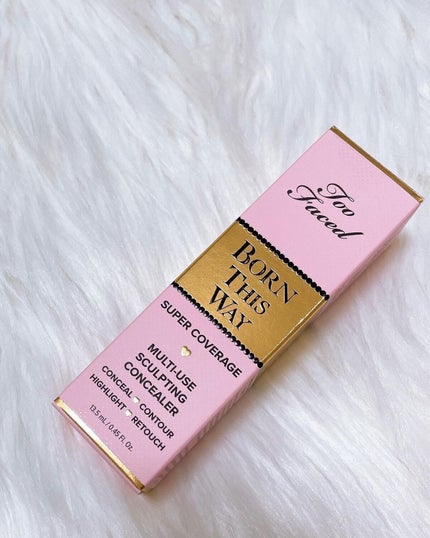 Too
Faced
BORN
THIS
WAY
SUPER COVERAGE
MULTI-USE
SCULPTING
CONCEALER
CONCEAL CONTOUR
HIGHLIGHT RETOUCH
13.5 mL/0.45 Fl. Oz.